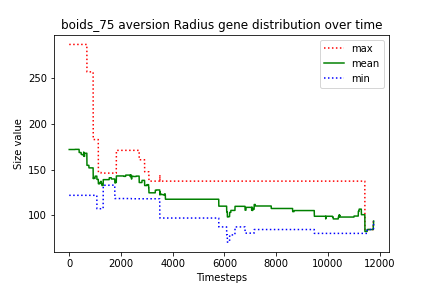 boids_75 aversion Radius gene distribution over time
max
mean
min
Size value
250
200
150
100
0
2000
4000
6000
8000
10000
12000
Timesteps